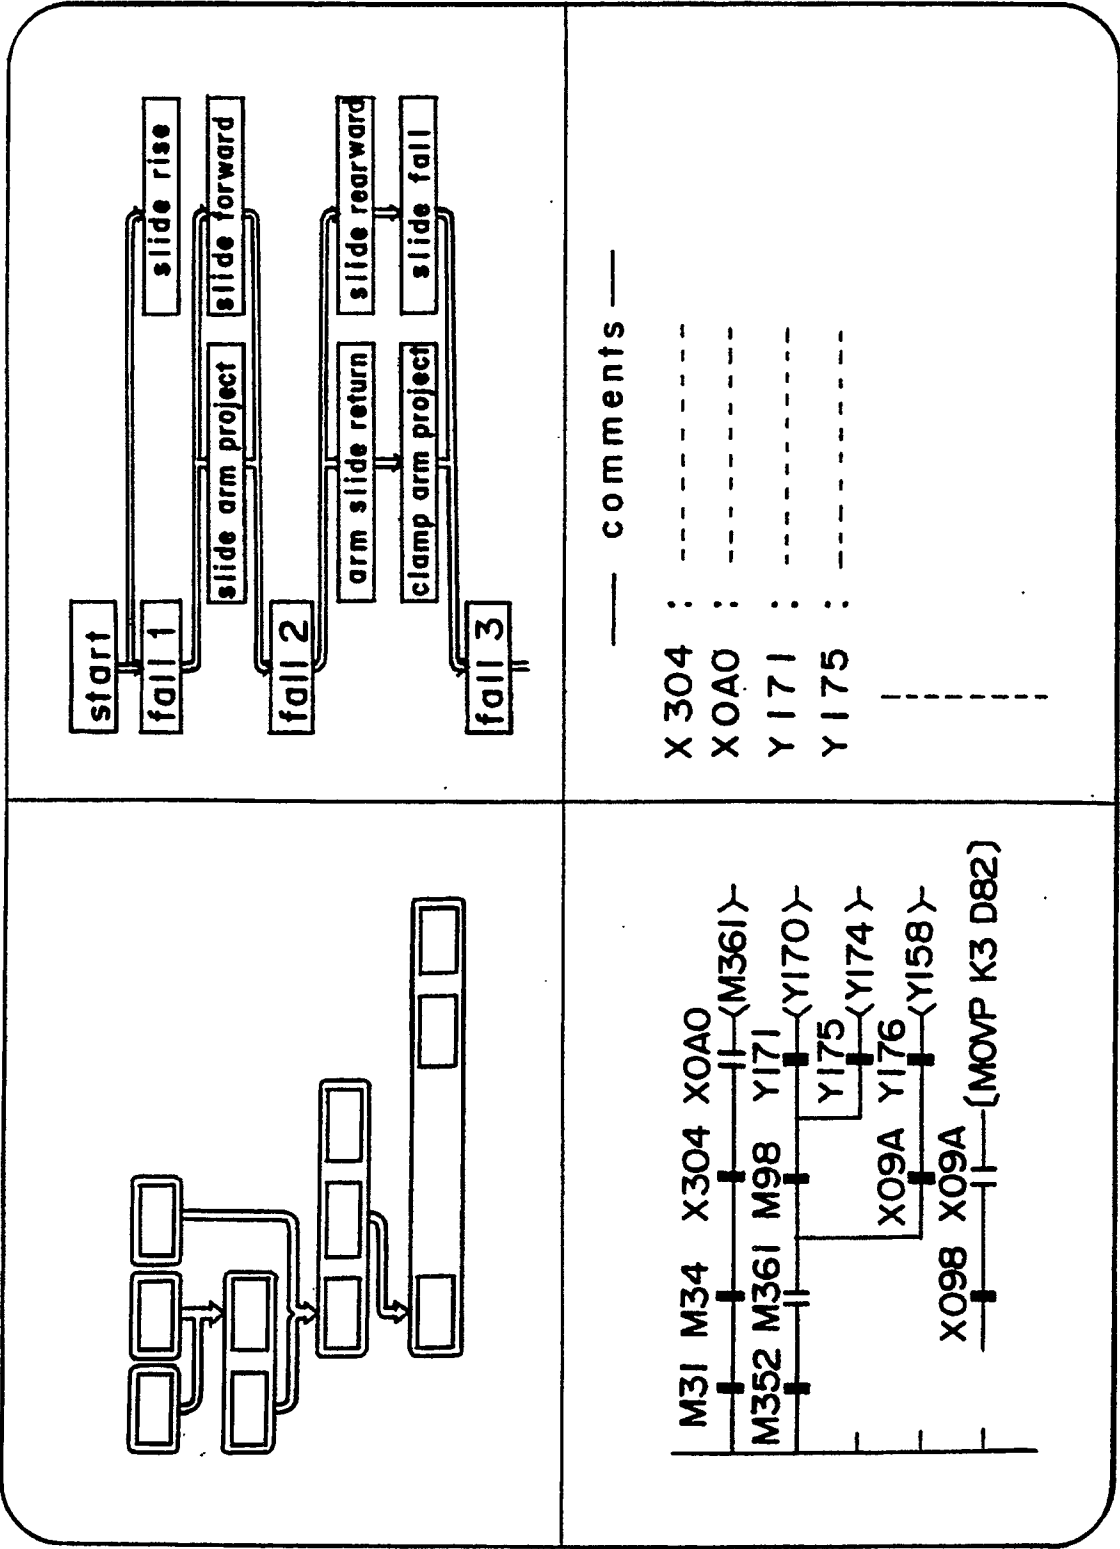 start
fall 1
slide rise
slide arm project
slide forward
fall 2
arm slide return
slide rearward
clamp arm project
slide fall
fall 3
M31 M34 X304 X0A0
(M361)
M352 M361 M98 Y171
(Y170)
Y175
(Y174)
X09A Y176
(Y158)
X098 X09A
[MOVP K3 D82]
comments
X304 :
X0A0 :
Y171 :
Y175 :